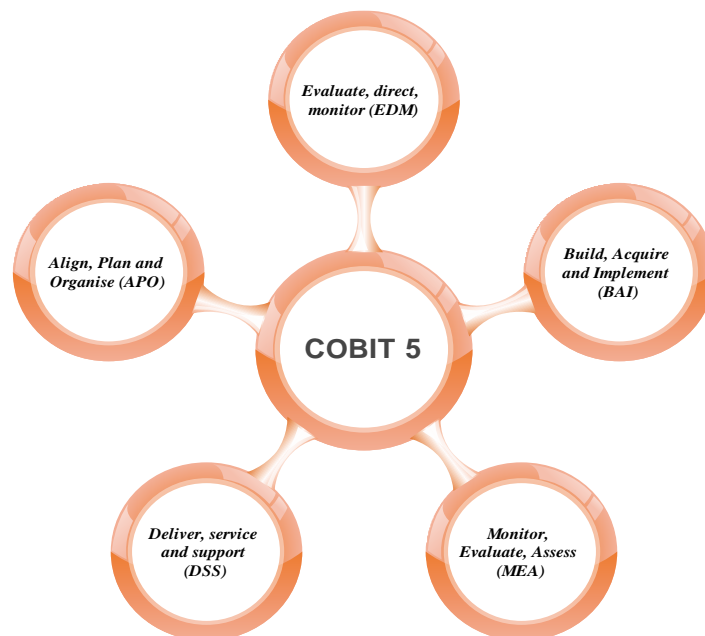 Evaluate, direct,
monitor (EDM)
Align, Plan and
Organise (APO)
Build, Acquire
and Implement
(BAI)
COBIT 5
Deliver, service
and support
(DSS)
Monitor,
Evaluate, Assess
(MEA)